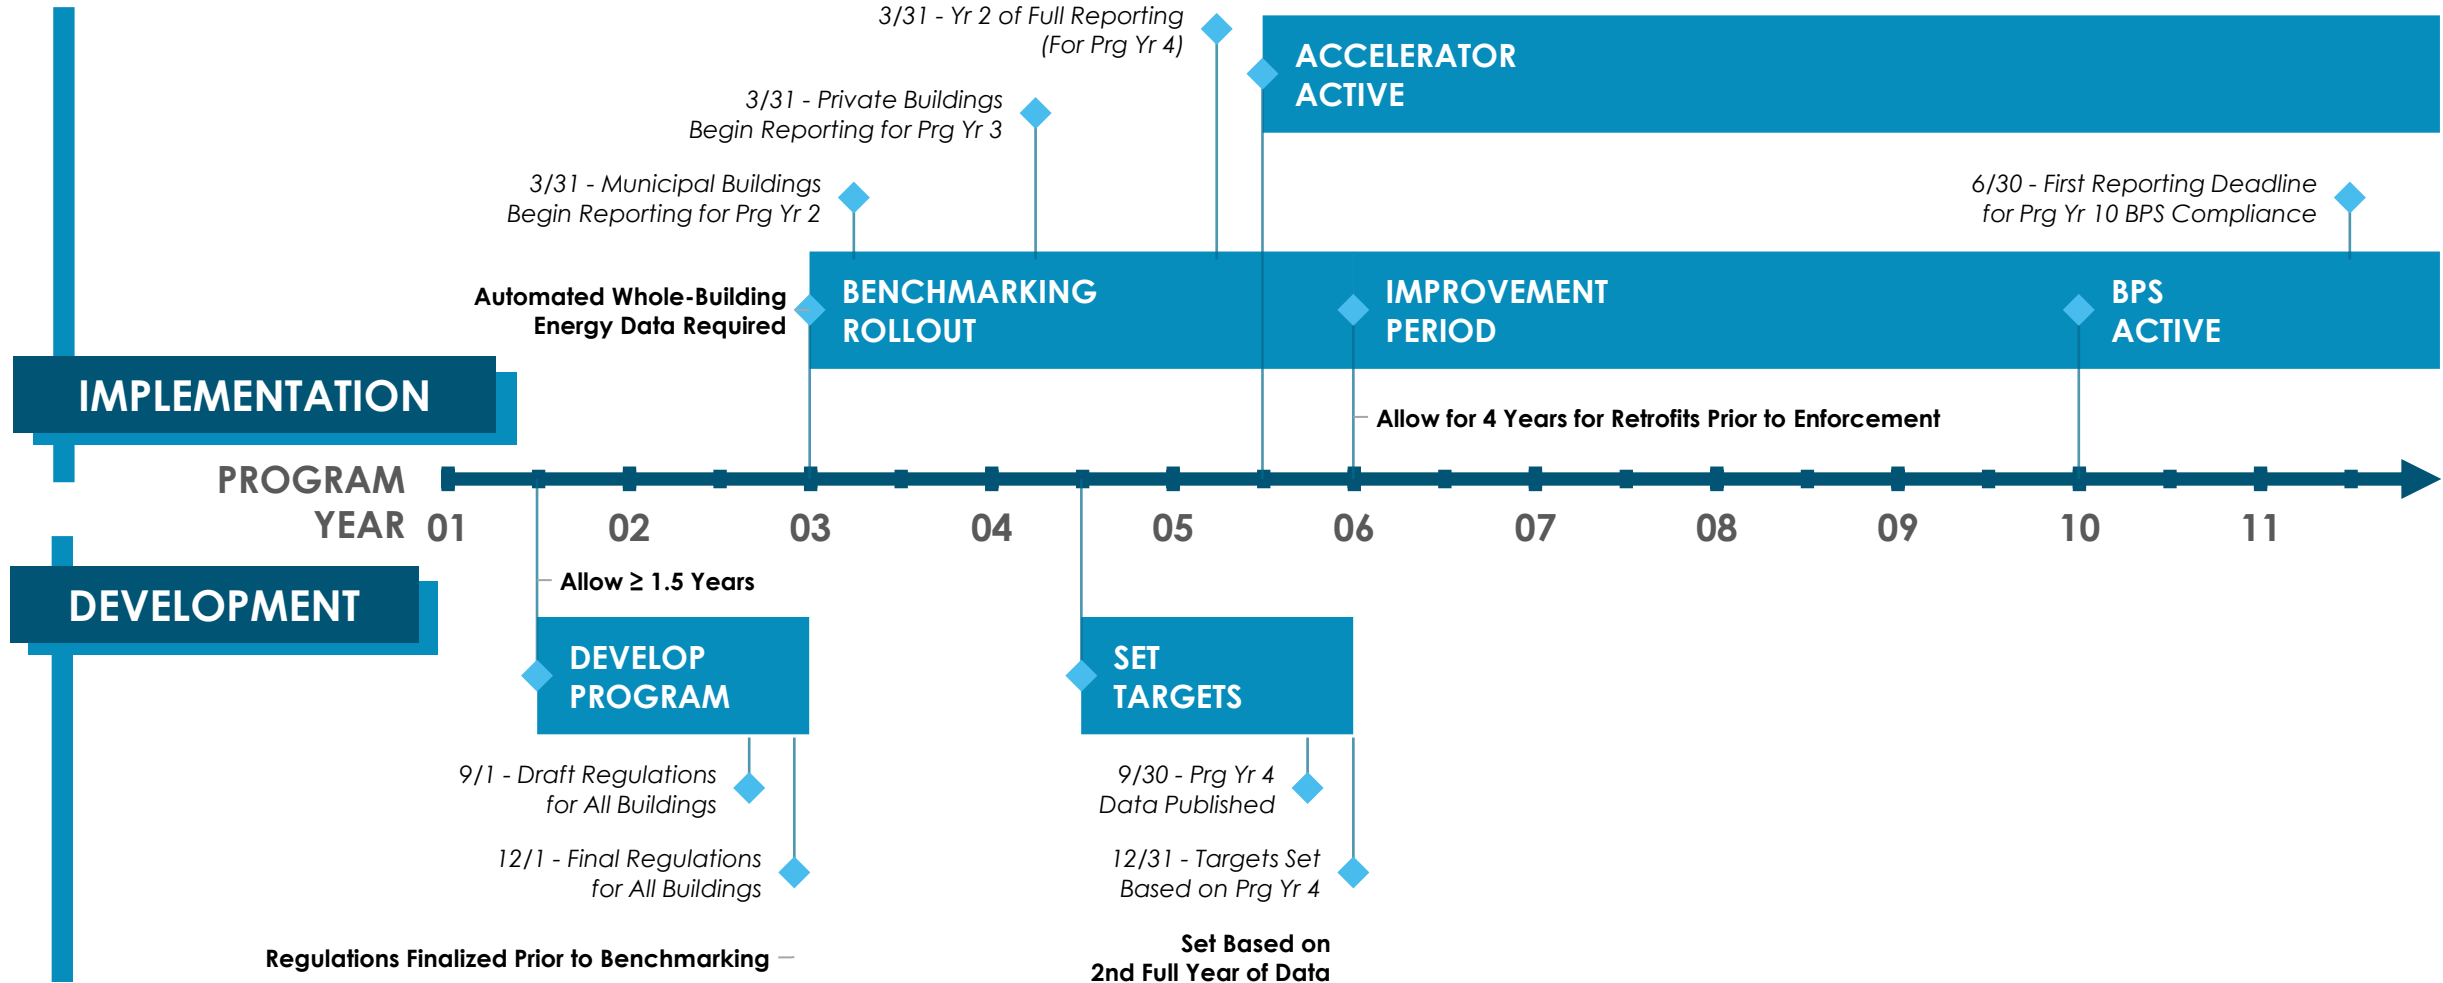 3/31 - Yr 2 of Full Reporting
(For Prg Yr 4)
ACCELERATOR
ACTIVE
3/31 - Private Buildings
Begin Reporting for Prg Yr 3
3/31 - Municipal Buildings
Begin Reporting for Prg Yr 2
6/30 - First Reporting Deadline
for Prg Yr 10 BPS Compliance
Automated Whole-Building
Energy Data Required
BENCHMARKING
ROLLOUT
IMPROVEMENT
PERIOD
BPS
ACTIVE
IMPLEMENTATION
Allow for 4 Years for Retrofits Prior to Enforcement
PROGRAM
YEAR
01 02 03 04 05 06 07 08 09 10 11
DEVELOPMENT
Allow ≥ 1.5 Years
DEVELOP
PROGRAM
SET
TARGETS
9/1 - Draft Regulations
for All Buildings
9/30 - Prg Yr 4
Data Published
12/1 - Final Regulations
for All Buildings
12/31 - Targets Set
Based on Prg Yr 4
Regulations Finalized Prior to Benchmarking
Set Based on
2nd Full Year of Data